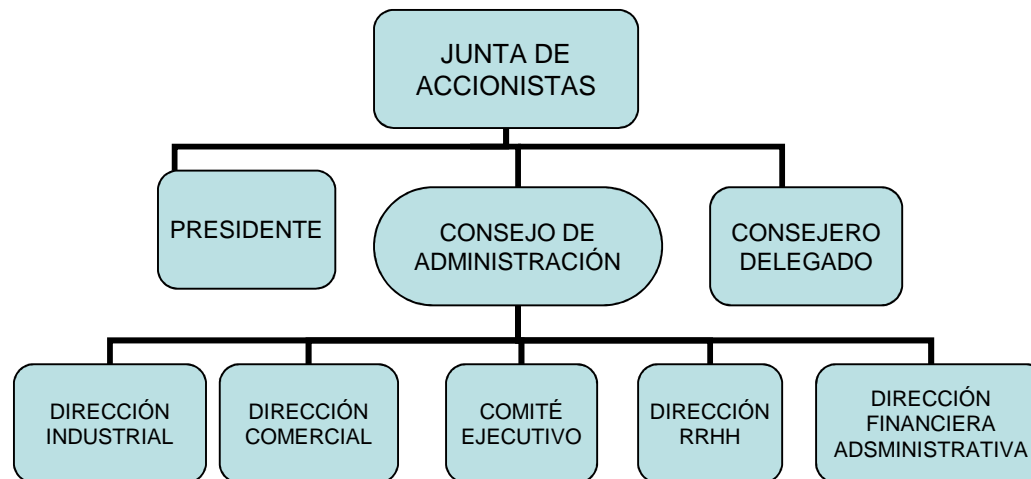 JUNTA DE
ACCIONISTAS
PRESIDENTE
CONSEJO DE
ADMINISTRACIÓN
CONSEJERO
DELEGADO
DIRECCIÓN
INDUSTRIAL
DIRECCIÓN
COMERCIAL
COMITÉ
EJECUTIVO
DIRECCIÓN
RRHH
DIRECCIÓN
FINANCIERA
ADSMINISTRATIVA